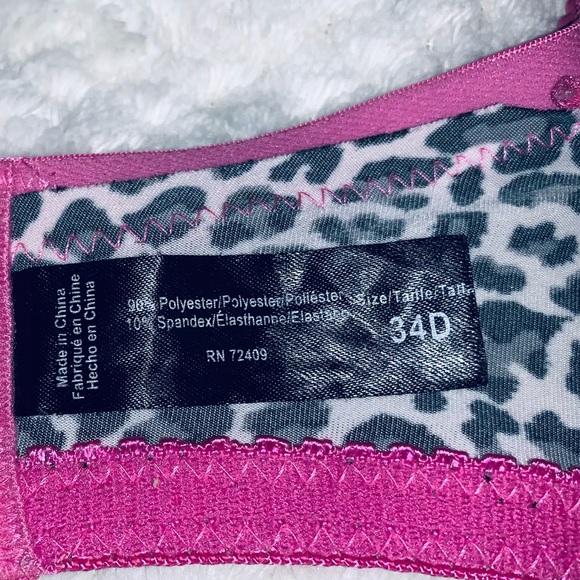 Made in China
Fabriqué en Chine
Hecho en China
90% Polyester/Polyester/Poliéster
10% Spandex/Élasthanne/Elastano
RN 72409
Size/Taille/Talla
34D